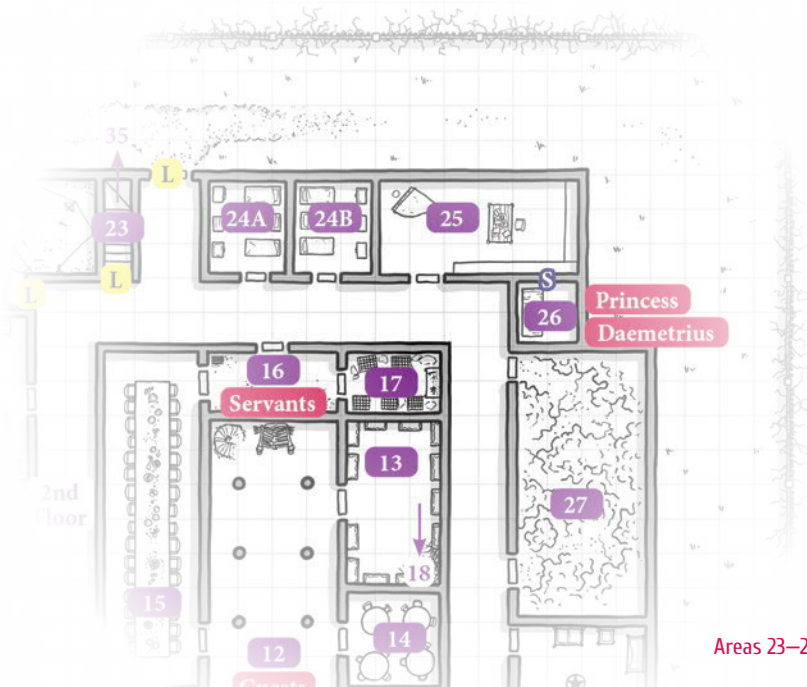 35
L
23
24A
24B
25
L
L
S
26
Princess
Daemetrius
16
Servants
17
13
2nd
Floor
27
18
15
14
12
Guests
Areas 23–2